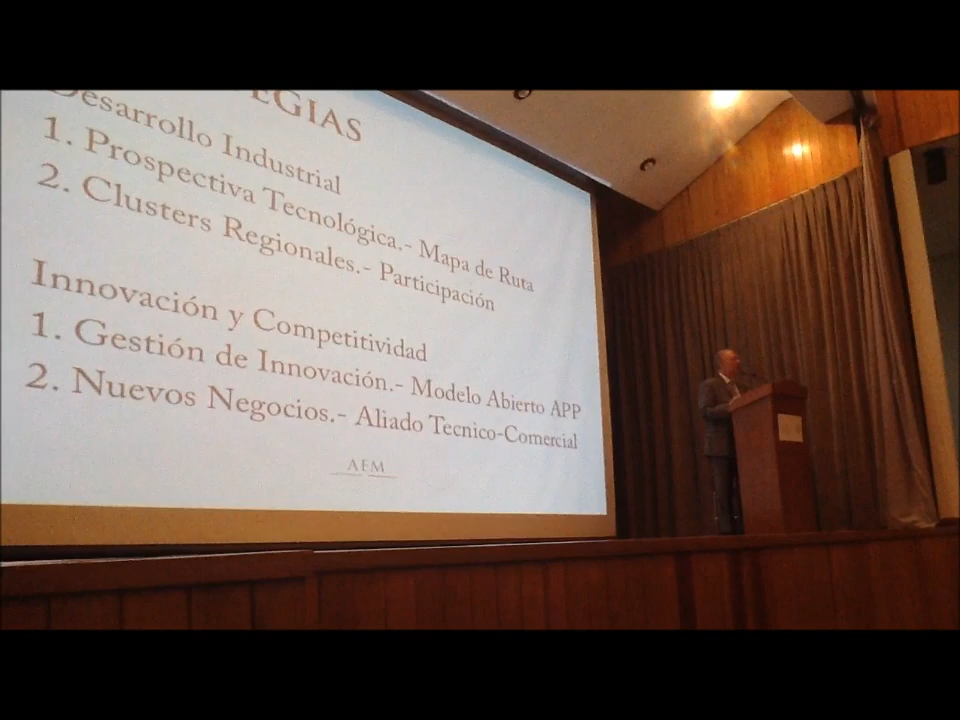 EGIAS
Desarrollo Industrial
1. Prospectiva Tecnológica.- Mapa de Ruta
2. Clusters Regionales.- Participación
Innovación y Competitividad
1. Gestión de Innovación.- Modelo Abierto APP
2. Nuevos Negocios.- Aliado Tecnico-Comercial
AEM